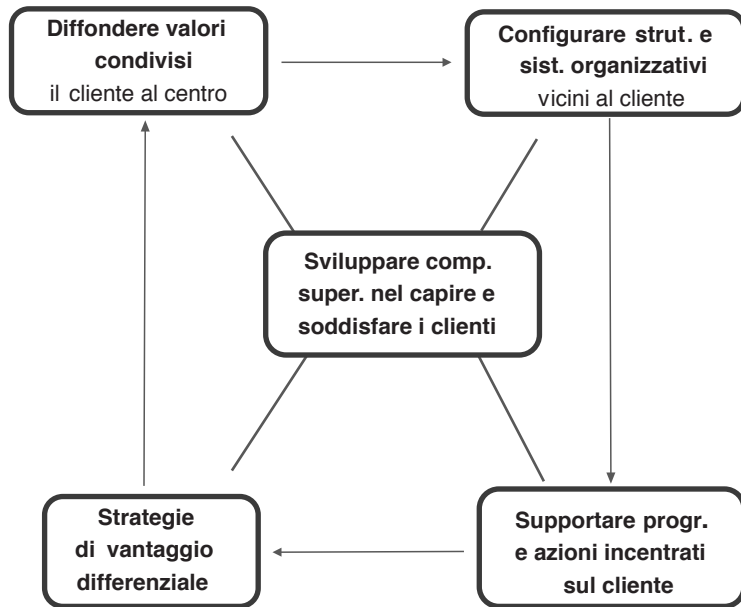 Diffondere valori
condivisi
il cliente al centro
Configurare strut. e
sist. organizzativi
vicini al cliente
Sviluppare comp.
super. nel capire e
soddisfare i clienti
Strategie
di vantaggio
differenziale
Supportare progr.
e azioni incentrati
sul cliente